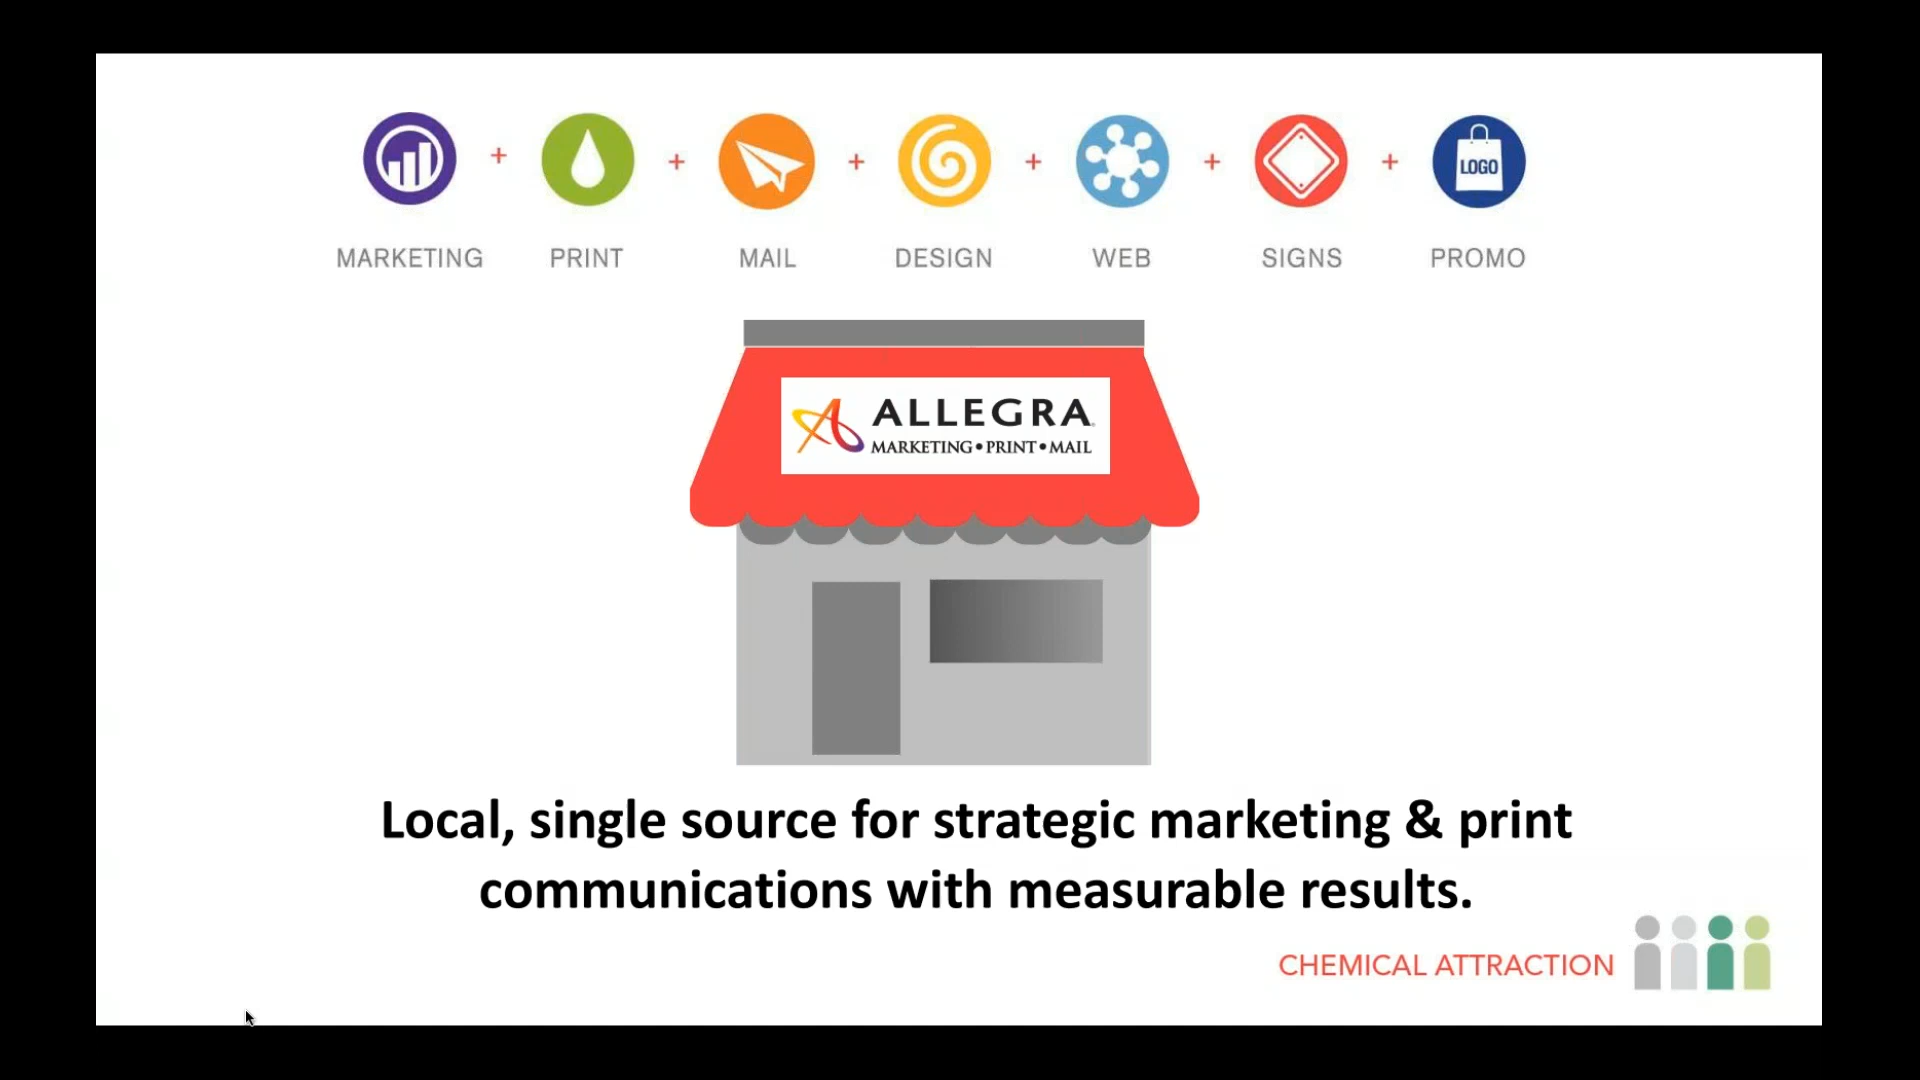 MARKETING + PRINT + MAIL + DESIGN + WEB + SIGNS + PROMO
LOGO
ALLEGRA
MARKETING•PRINT•MAIL
Local, single source for strategic marketing & print
communications with measurable results.
CHEMICAL ATTRACTION